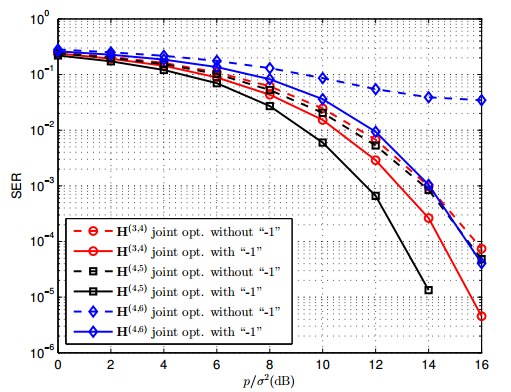 10^0
10^-1
10^-2
10^-3
10^-4
10^-5
10^-6
SER
H^(3,4) joint opt. without “-1”
H^(3,4) joint opt. with “-1”
H^(4,5) joint opt. without “-1”
H^(4,5) joint opt. with “-1”
H^(4,6) joint opt. without “-1”
H^(4,6) joint opt. with “-1”
0 2 4 6 8 10 12 14 16
p/σ²(dB)